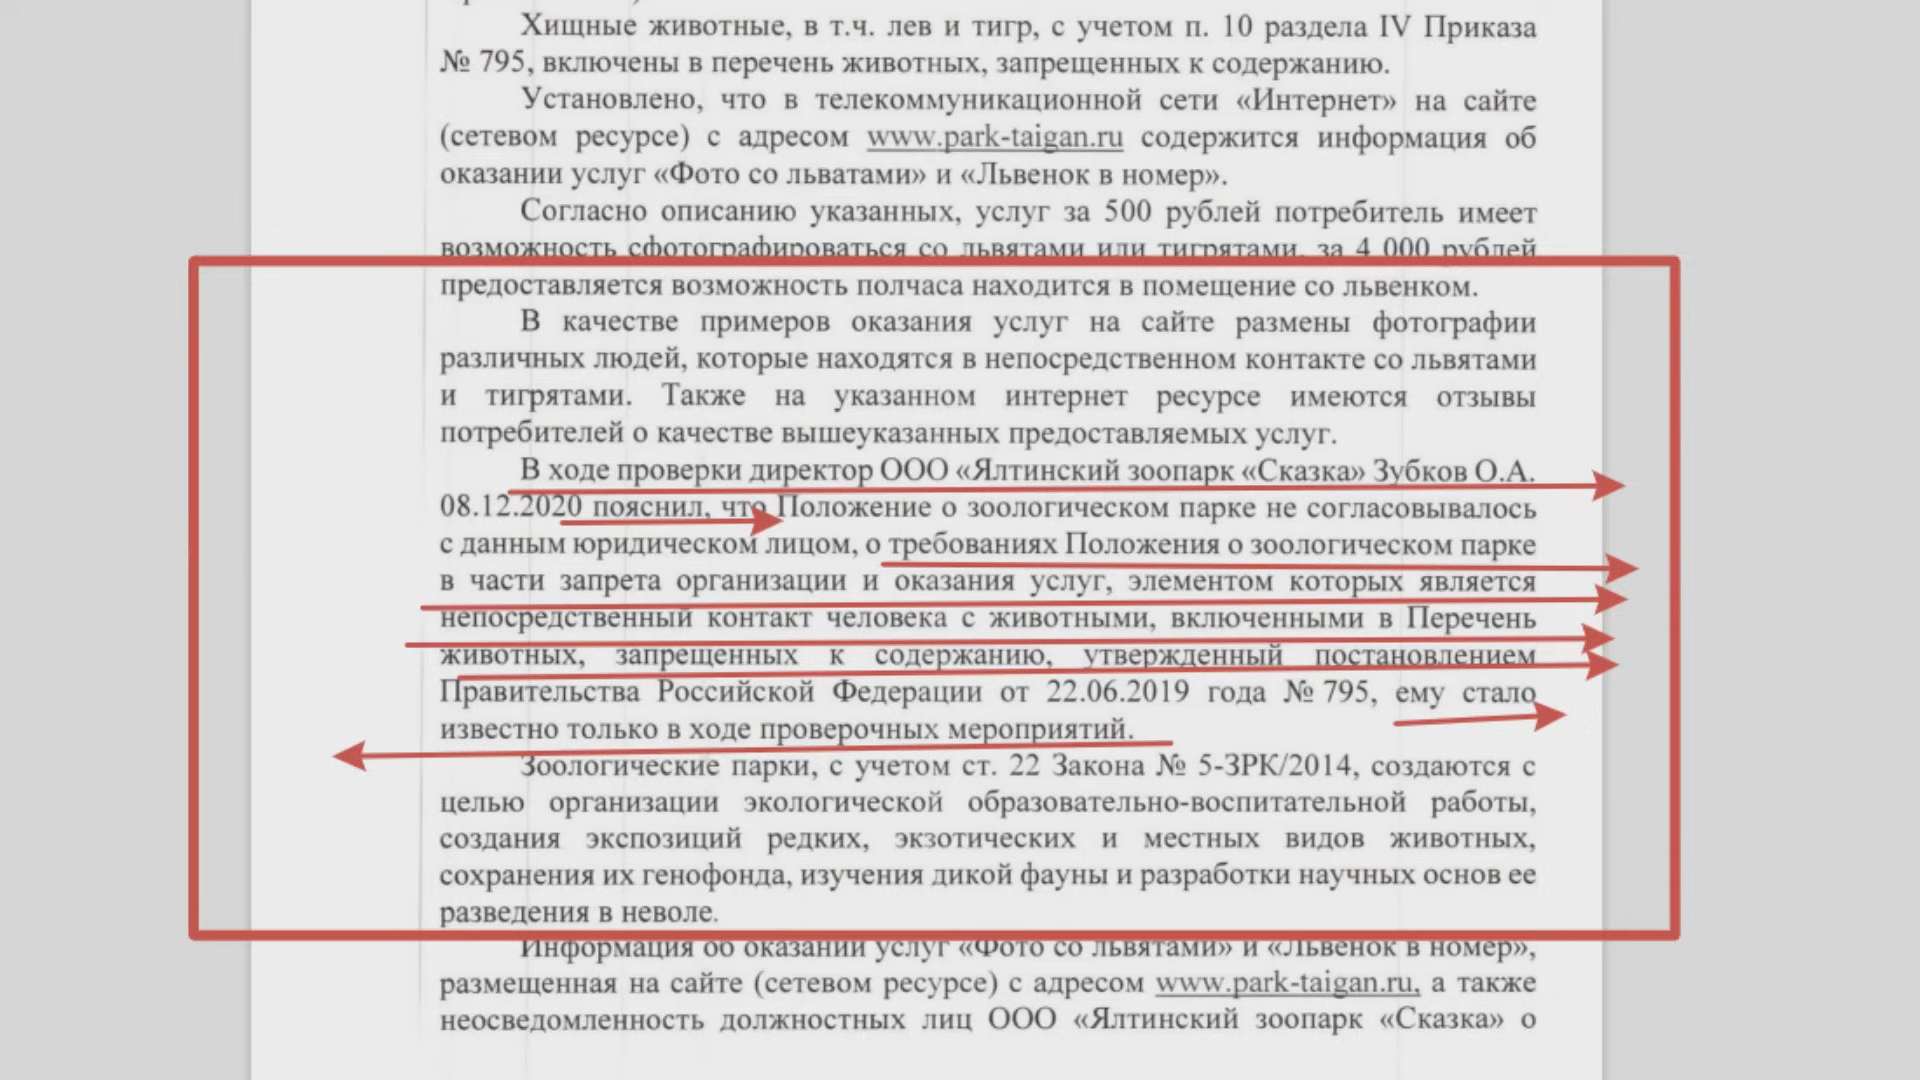 Хищные животные, в т.ч. лев и тигр, с учетом п. 10 раздела IV Приказа
№ 795, включены в перечень животных, запрещенных к содержанию.
Установлено, что в телекоммуникационной сети «Интернет» на сайте
(сетевом ресурсе) с адресом www.park-taigan.ru содержится информация об
оказании услуг «Фото со льватами» и «Львенок в номер».
Согласно описанию указанных, услуг за 500 рублей потребитель имеет
возможность сфотографироваться со львятами или тигрятами, за 4 000 рублей
предоставляется возможность полчаса находится в помещение со львенком.
В качестве примеров оказания услуг на сайте размены фотографии
различных людей, которые находятся в непосредственном контакте со львятами
и тигрятами. Также на указанном интернет ресурсе имеются отзывы
потребителей о качестве вышеуказанных предоставляемых услуг.
В ходе проверки директор ООО «Ялтинский зоопарк «Сказка» Зубков О.А.
08.12.2020 пояснил, что Положение о зоологическом парке не согласовывалось
с данным юридическом лицом, о требованиях Положения о зоологическом парке
в части запрета организации и оказания услуг, элементом которых является
непосредственный контакт человека с животными, включенными в Перечень
животных, запрещенных к содержанию, утвержденный постановлением
Правительства Российской Федерации от 22.06.2019 года № 795, ему стало
известно только в ходе проверочных мероприятий.
Зоологические парки, с учетом ст. 22 Закона № 5-ЗРК/2014, создаются с
целью организации экологической образовательно-воспитательной работы,
создания экспозиций редких, экзотических и местных видов животных,
сохранения их генофонда, изучения дикой фауны и разработки научных основ ее
разведения в неволе.
Информация об оказании услуг «Фото со львятами» и «Львенок в номер»,
размещенная на сайте (сетевом ресурсе) с адресом www.park-taigan.ru, а также
неосведомленность должностных лиц ООО «Ялтинский зоопарк «Сказка» о